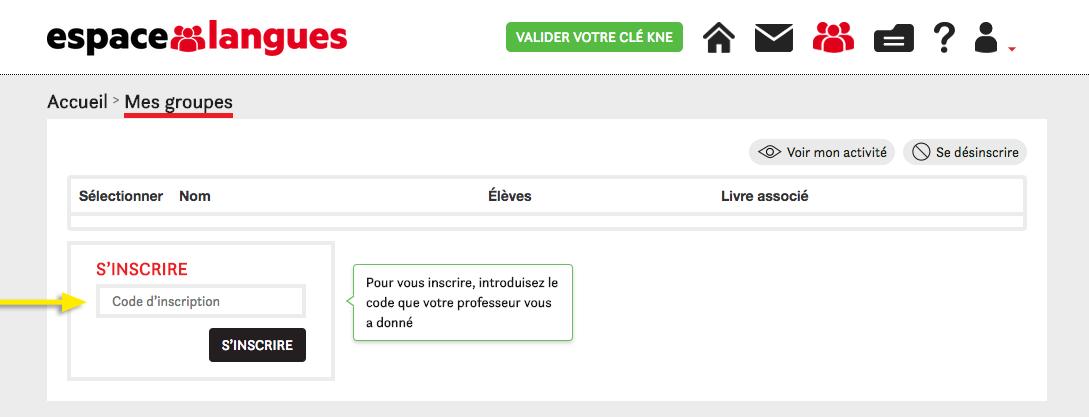 espace langues
VALIDER VOTRE CLÉ KNE
?
Accueil > Mes groupes
Voir mon activité
Se désinscrire
Sélectionner Nom Élèves Livre associé
S'INSCRIRE
Code d'inscription
S'INSCRIRE
Pour vous inscrire, introduisez le
code que votre professeur vous
a donné